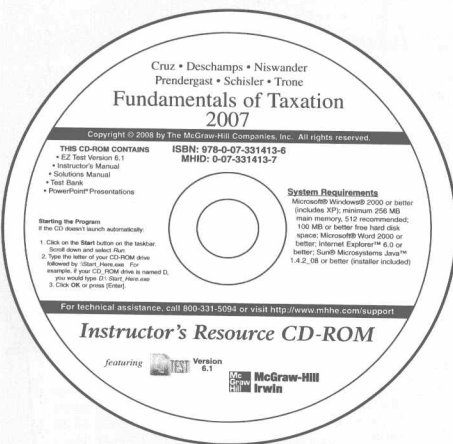 Cruz • Deschamps • Niswander
Prendergast • Schisler • Trone
Fundamentals of Taxation
2007
Copyright © 2008 by The McGraw-Hill Companies, Inc. All rights reserved.
THIS CD-ROM CONTAINS
• EZ Test Version 6.1
• Instructor's Manual
• Solutions Manual
• Test Bank
• PowerPoint® Presentations
ISBN: 978-0-07-331413-6
MHID: 0-07-331413-7
Starting the Program
If the CD doesn't launch automatically:
1. Click on the Start button on the taskbar.
Scroll down and select Run.
2. Type the letter of your CD-ROM drive
followed by :\Start_Here.exe For
example, if your CD_ROM drive is named D,
you would type D:\ Start_Here.exe
3. Click OK or press [Enter].
System Requirements
Microsoft® Windows® 2000 or better
(includes XP); minimum 256 MB
main memory, 512 recommended;
100 MB or better free hard disk
space; Microsoft® Word 2000 or
better; Internet Explorer™ 6.0 or
better; Sun® Microsystems Java™
1.4.2_08 or better (installer included)
For technical assistance, call 800-331-5094 or visit http://www.mhhe.com/support
Instructor's Resource CD-ROM
featuring
TEST
Version
6.1
Mc
Graw
Hill
McGraw-Hill
Irwin